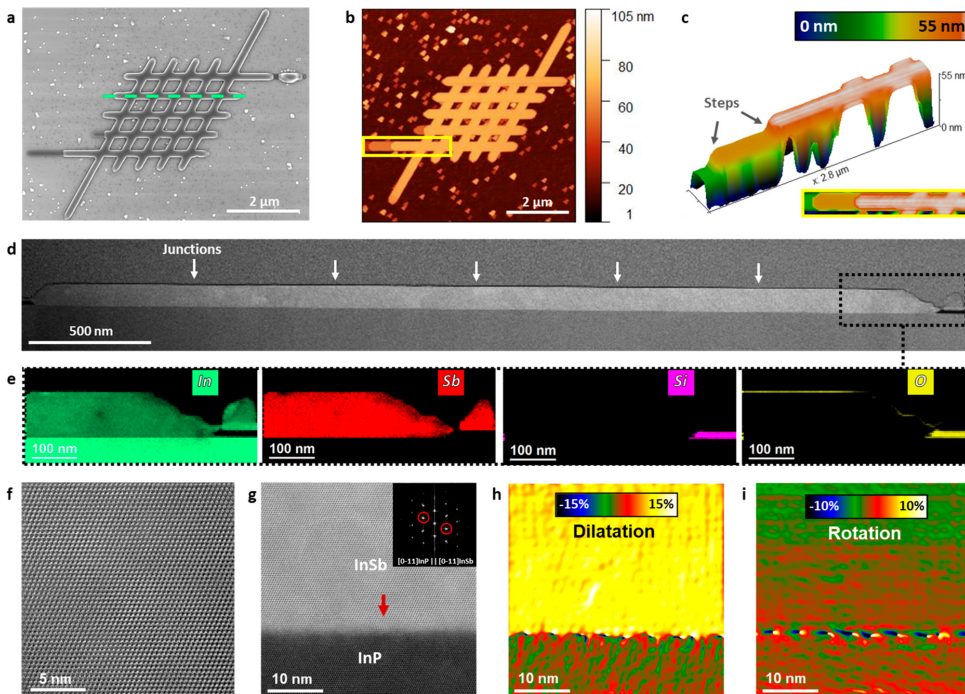 a
2 µm
b
105 nm
80
60
40
20
1
2 µm
c
0 nm
55 nm
Steps
55 nm
0 nm
x: 2.8 µm
d
Junctions
500 nm
e
In
Sb
Si
O
100 nm
100 nm
100 nm
100 nm
f
5 nm
g
[0-11]InP || [0-11]InSb
InSb
InP
10 nm
h
-15%
15%
Dilatation
10 nm
i
-10%
10%
Rotation
10 nm